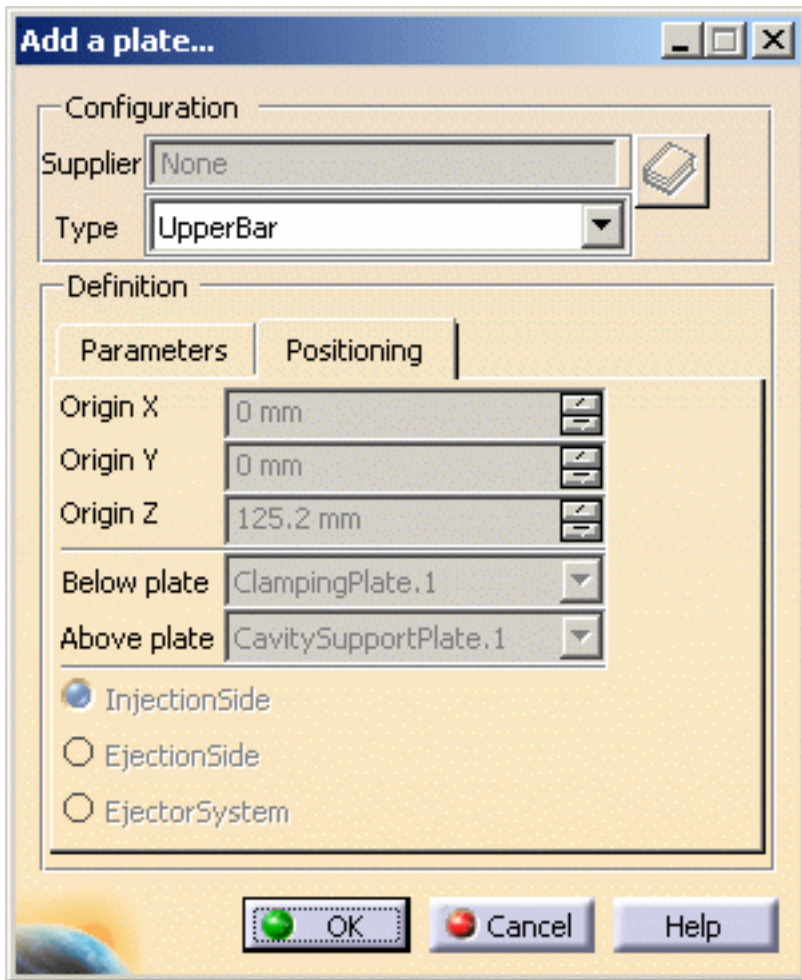 Add a plate...
Configuration
Supplier None
Type UpperBar
Definition
Parameters Positioning
Origin X 0 mm
Origin Y 0 mm
Origin Z 125.2 mm
Below plate ClampingPlate.1
Above plate CavitySupportPlate.1
InjectionSide
EjectionSide
EjectorSystem
OK Cancel Help